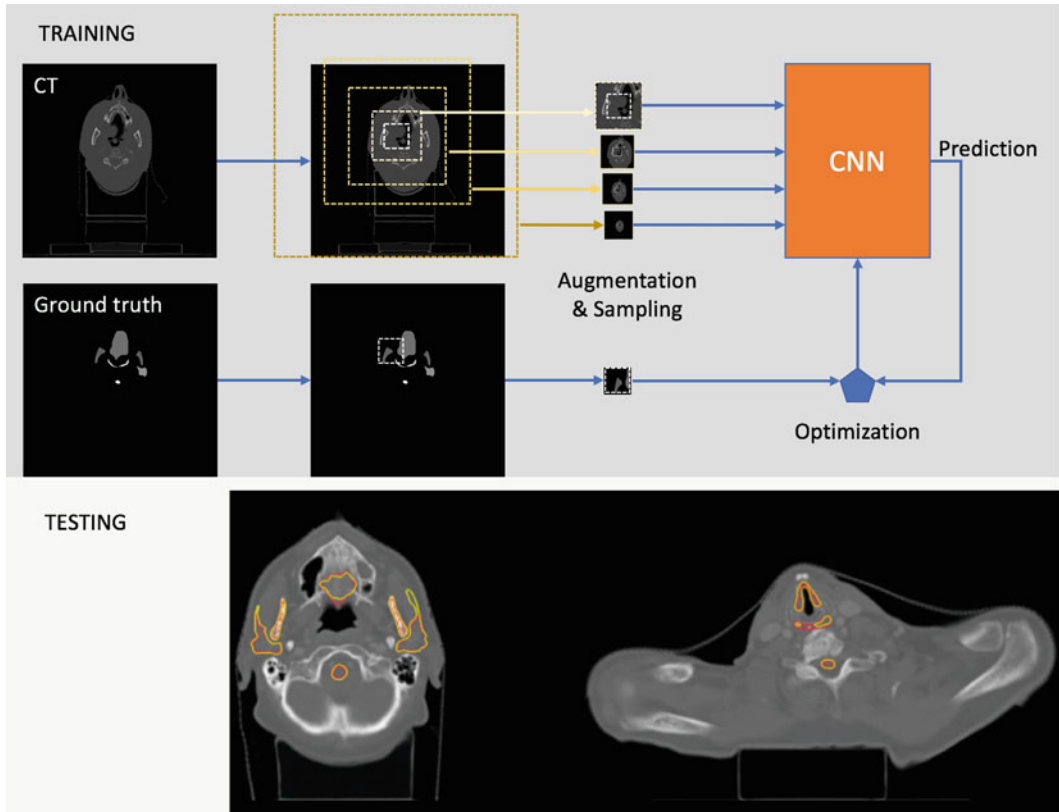 TRAINING
CT
CNN
Prediction
Augmentation
& Sampling
Ground truth
Optimization
TESTING